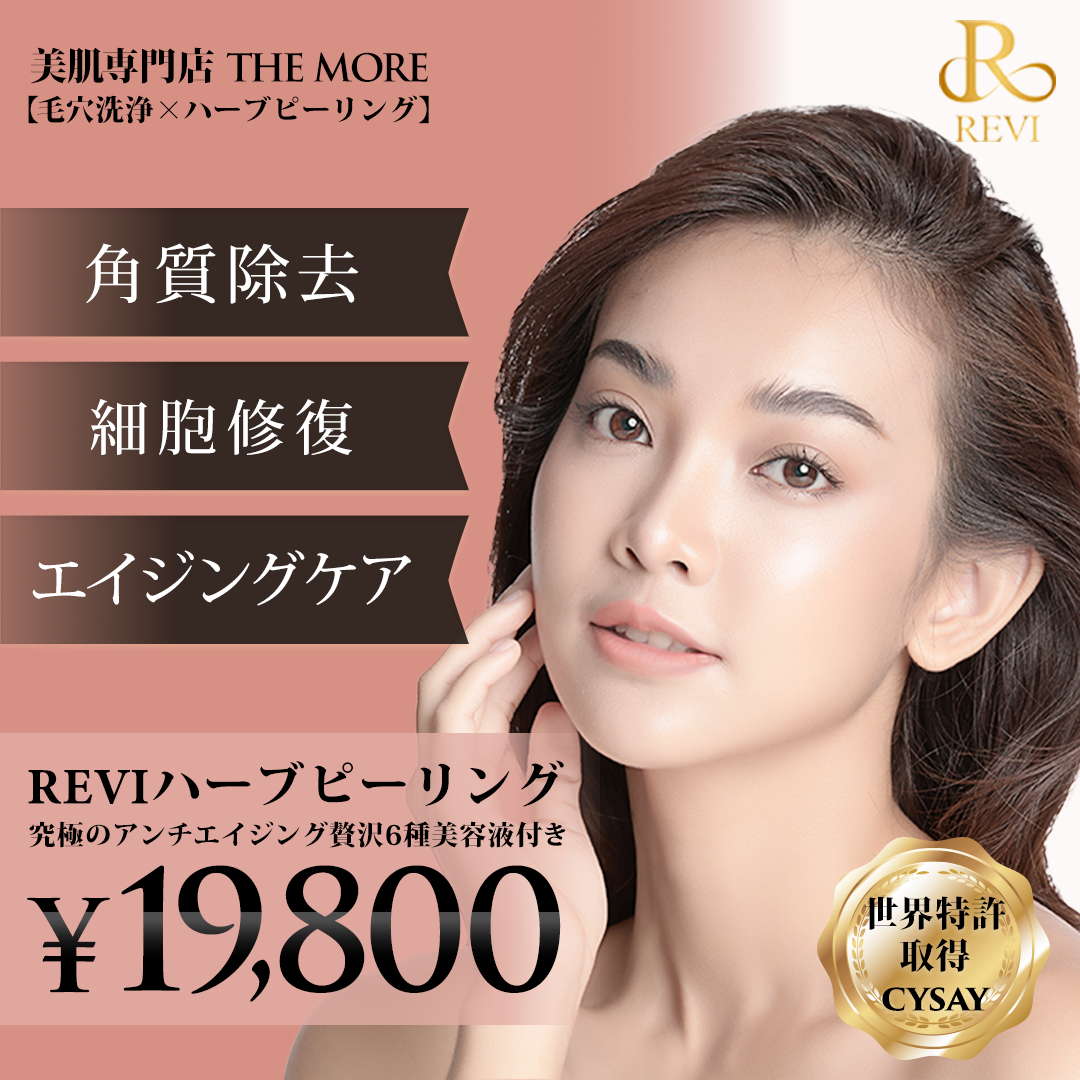 美肌専門店 THE MORE
【毛穴洗浄×ハーブピーリング】
R
REVI
角質除去
細胞修復
エイジングケア
REVIハーブピーリング
究極のアンチエイジング贅沢6種美容液付き
¥19,800
世界特許
取得
CYSAY